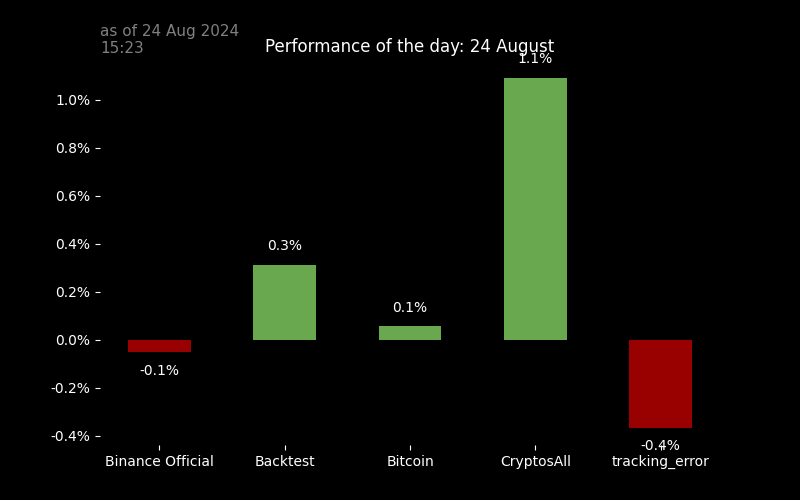 as of 24 Aug 2024
15:23
Performance of the day: 24 August
1.1%
1.0%
0.8%
0.6%
0.4%
0.3%
0.2%
0.1%
0.0%
-0.1%
-0.2%
-0.4%
-0.4%
Binance Official
Backtest
Bitcoin
CryptosAll
tracking_error